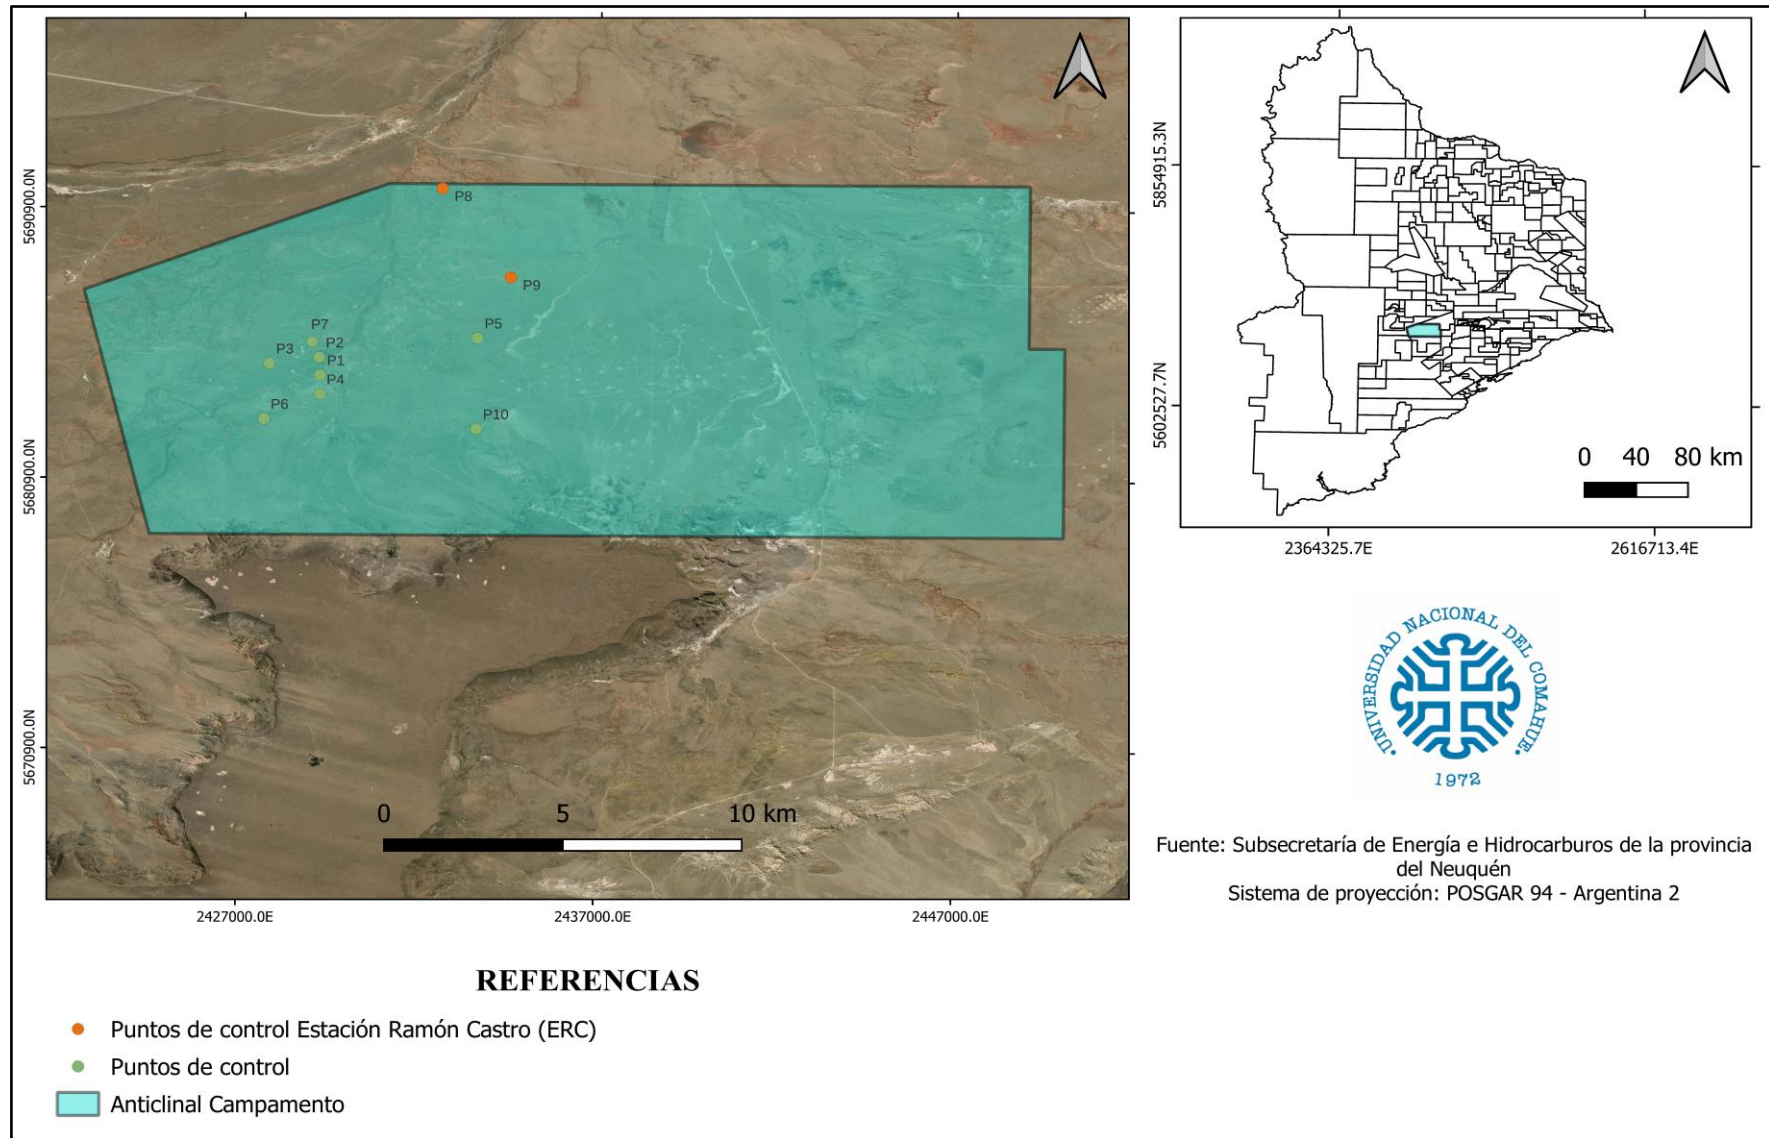 P8
P9
P5
P7
P2
P3
P1
P4
P6
P10
5690900.0N
5680900.0N
5670900.0N
0 5 10 km
2427000.0E 2437000.0E 2447000.0E
5854915.3N
5602527.7N
0 40 80 km
2364325.7E 2616713.4E
·UNIVERSIDAD NACIONAL DEL COMAHUE·
1972
Fuente: Subsecretaría de Energía e Hidrocarburos de la provincia
del Neuquén
Sistema de proyección: POSGAR 94 - Argentina 2
REFERENCIAS
Puntos de control Estación Ramón Castro (ERC)
Puntos de control
Anticlinal Campamento